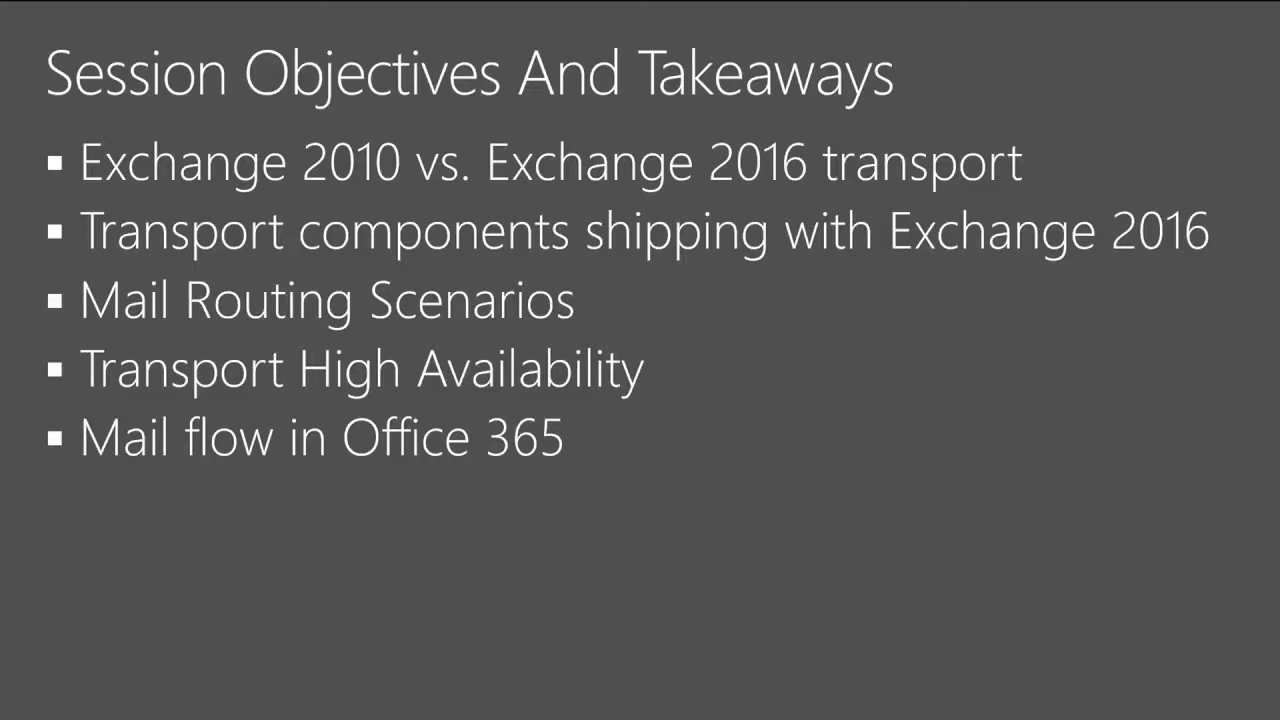 Session Objectives And Takeaways
▪ Exchange 2010 vs. Exchange 2016 transport
▪ Transport components shipping with Exchange 2016
▪ Mail Routing Scenarios
▪ Transport High Availability
▪ Mail flow in Office 365